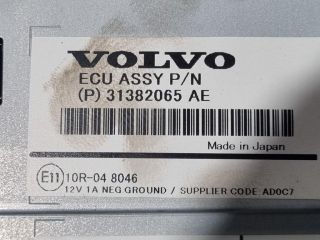 VOLVO
ECU ASSY P/N
(P) 31382065 AE
Made in Japan
E11 10R-04 8046
12V 1A NEG.GROUND / SUPPLIER CODE AD0C7